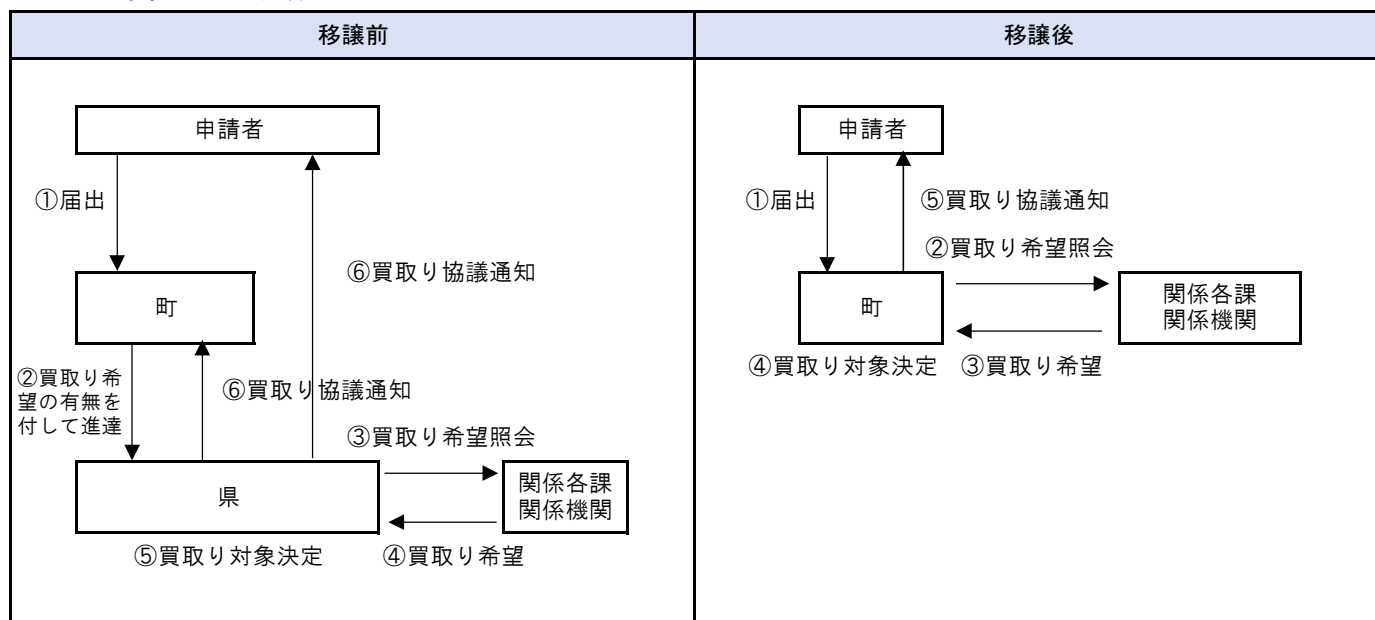 移譲前
申請者
①届出
⑥買取り協議通知
町
②買取り希
望の有無を
付して進達
⑥買取り協議通知
③買取り希望照会
県
関係各課
関係機関
⑤買取り対象決定
④買取り希望
移譲後
申請者
①届出
⑤買取り協議通知
②買取り希望照会
町
関係各課
関係機関
④買取り対象決定
③買取り希望